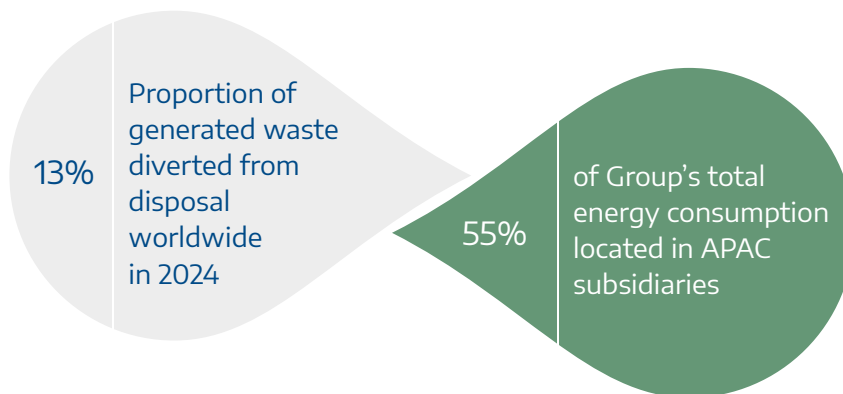 13%
Proportion of
generated waste
diverted from
disposal
worldwide
in 2024
55%
of Group’s total
energy consumption
located in APAC
subsidiaries